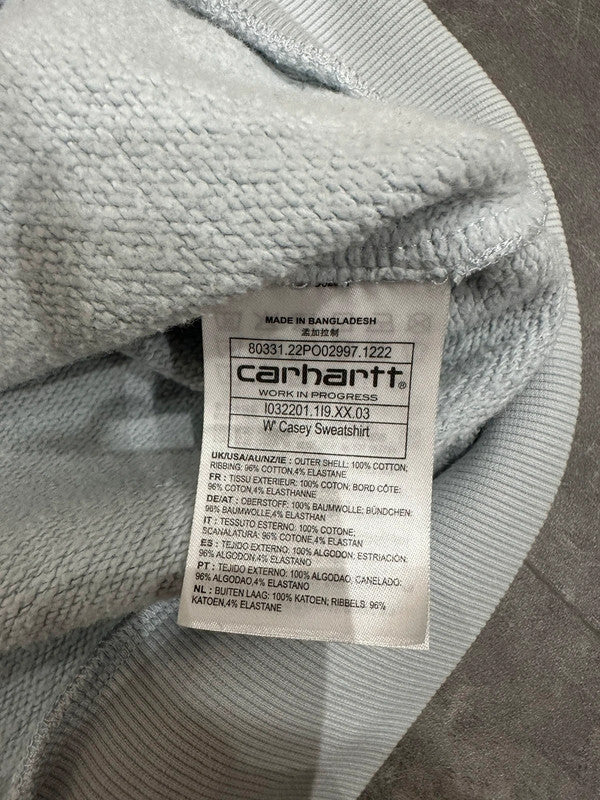 MADE IN BANGLADESH
孟加拉制
80331.22PO02997.1222
carhartt®
WORK IN PROGRESS
I032201.1I9.XX.03
W' Casey Sweatshirt
UK/USA/AU/NZ/IE : OUTER SHELL: 100% COTTON;
RIBBING: 96% COTTON,4% ELASTANE
FR : TISSU EXTERIEUR: 100% COTON; BORD CÔTE:
96% COTON,4% ELASTHANNE
DE/AT : OBERSTOFF: 100% BAUMWOLLE; BÜNDCHEN:
96% BAUMWOLLE,4% ELASTHAN
IT : TESSUTO ESTERNO: 100% COTONE;
SCANALATURA: 96% COTONE,4% ELASTAN
ES : TEJIDO EXTERNO: 100% ALGODON; ESTRIACIÓN:
96% ALGODON,4% ELASTANO
PT : TEJIDO EXTERNO: 100% ALGODAO, CANELADO:
96% ALGODAO,4% ELASTANO
NL : BUITEN LAAG: 100% KATOEN; RIBBELS: 96%
KATOEN,4% ELASTANE